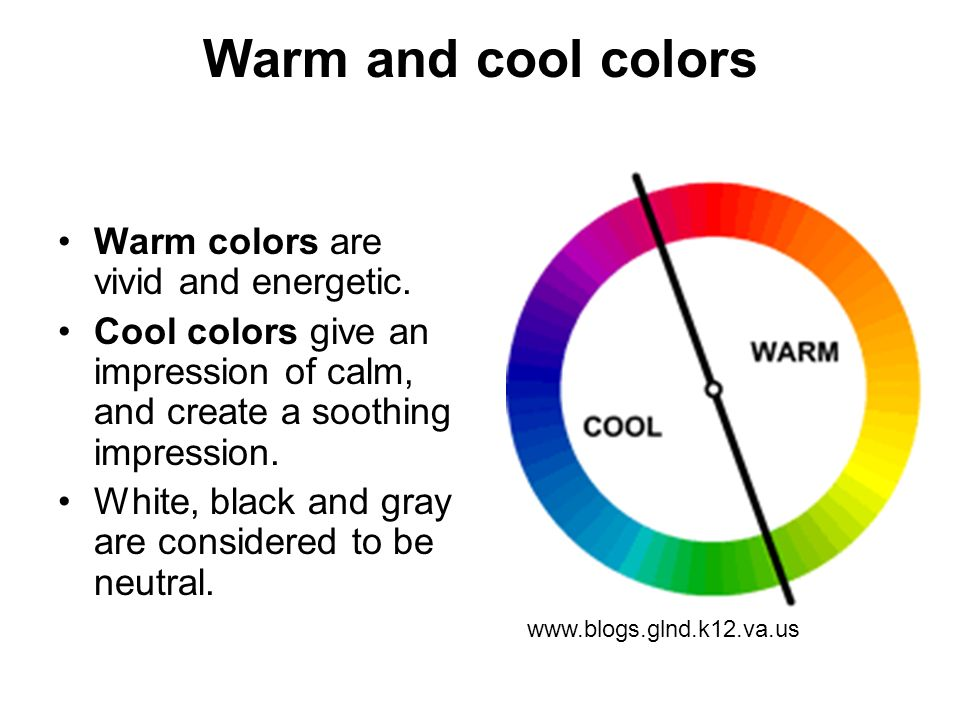 Warm and cool colors
• Warm colors are
vivid and energetic.
• Cool colors give an
impression of calm,
and create a soothing
impression.
• White, black and gray
are considered to be
neutral.
WARM
COOL
www.blogs.glnd.k12.va.us